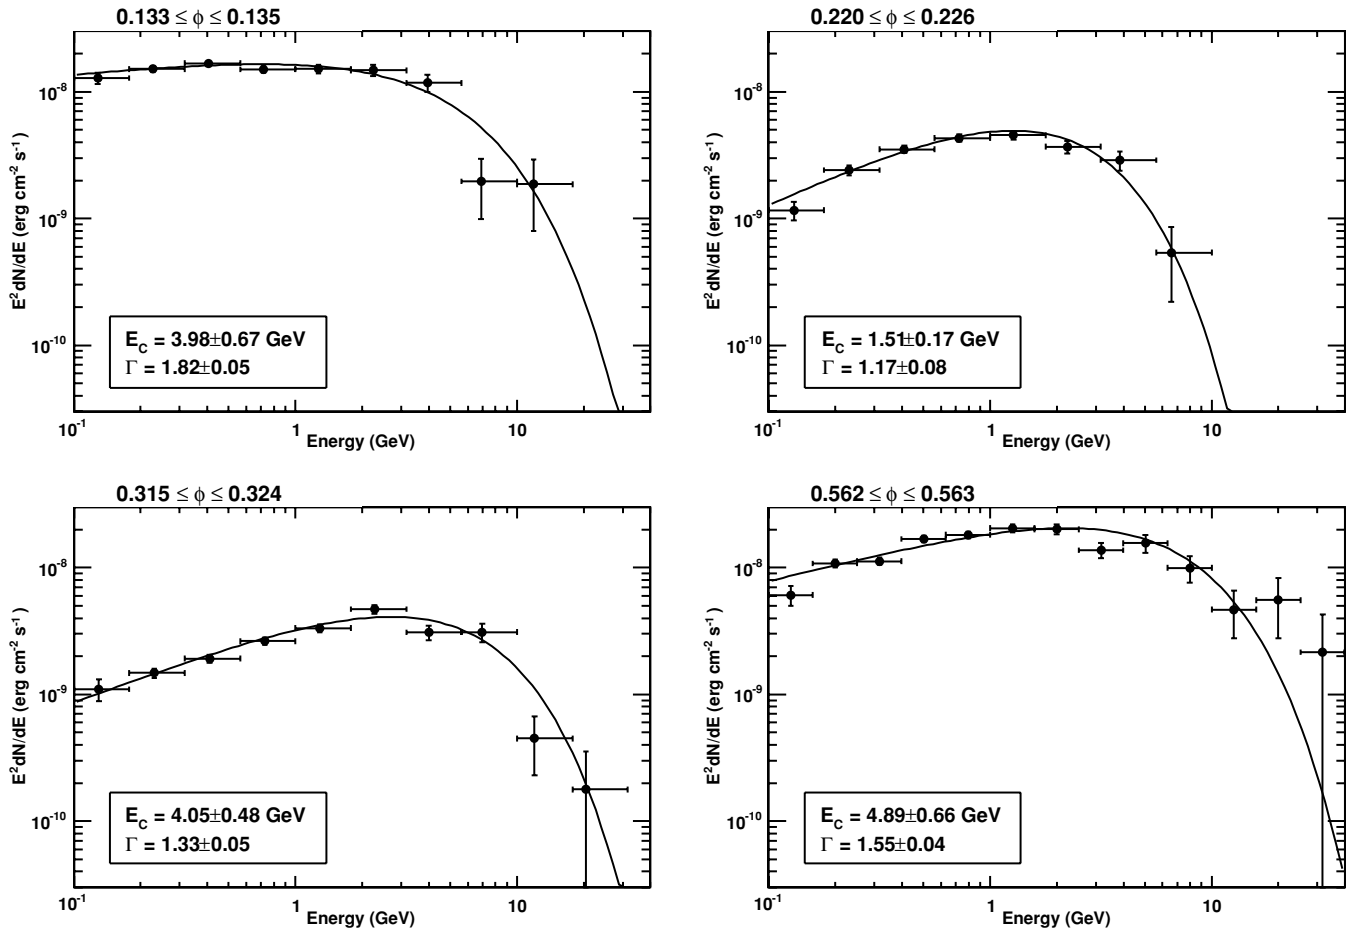 0.133 ≤ ϕ ≤ 0.135
E²dN/dE (erg cm⁻² s⁻¹)
10⁻⁸
10⁻⁹
10⁻¹⁰
E_C = 3.98±0.67 GeV
Γ = 1.82±0.05
10⁻¹ 1 10
Energy (GeV)
0.220 ≤ ϕ ≤ 0.226
E²dN/dE (erg cm⁻² s⁻¹)
10⁻⁸
10⁻⁹
10⁻¹⁰
E_C = 1.51±0.17 GeV
Γ = 1.17±0.08
10⁻¹ 1 10
Energy (GeV)
0.315 ≤ ϕ ≤ 0.324
E²dN/dE (erg cm⁻² s⁻¹)
10⁻⁸
10⁻⁹
10⁻¹⁰
E_C = 4.05±0.48 GeV
Γ = 1.33±0.05
10⁻¹ 1 10
Energy (GeV)
0.562 ≤ ϕ ≤ 0.563
E²dN/dE (erg cm⁻² s⁻¹)
10⁻⁸
10⁻⁹
10⁻¹⁰
E_C = 4.89±0.66 GeV
Γ = 1.55±0.04
10⁻¹ 1 10
Energy (GeV)